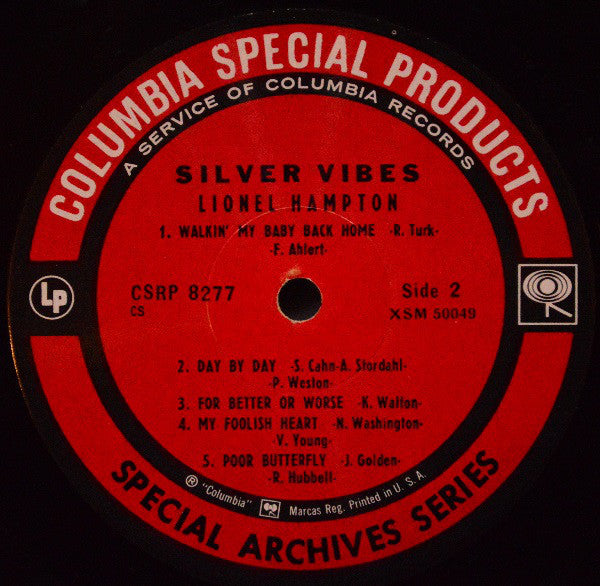 COLUMBIA SPECIAL PRODUCTS
A SERVICE OF COLUMBIA RECORDS
SILVER VIBES
LIONEL HAMPTON
1. WALKIN' MY BABY BACK HOME -R. Turk-
-F. Ahlert-
Lp
CSRP 8277
CS
Side 2
XSM 50049
2. DAY BY DAY -S. Cahn-A. Stordahl-
-P. Weston-
3. FOR BETTER OR WORSE -K. Walton-
4. MY FOOLISH HEART -N. Washington-
-V. Young-
5. POOR BUTTERFLY -J. Golden-
-R. Hubbell-
® "Columbia" Marcas Reg. Printed in U. S. A.
SPECIAL ARCHIVES SERIES